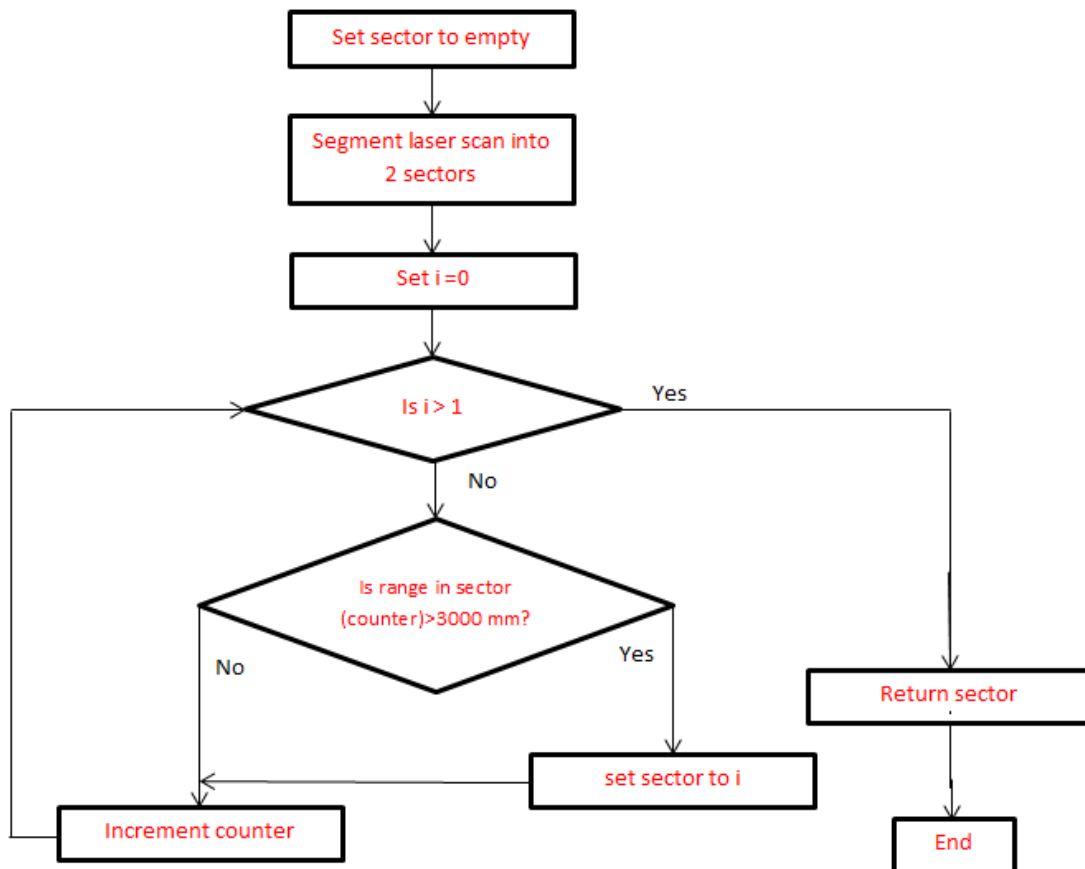 Set sector to empty
Segment laser scan into
2 sectors
Set i =0
Is i > 1
Yes
No
Is range in sector
(counter)>3000 mm?
No
Yes
Return sector
set sector to i
Increment counter
End